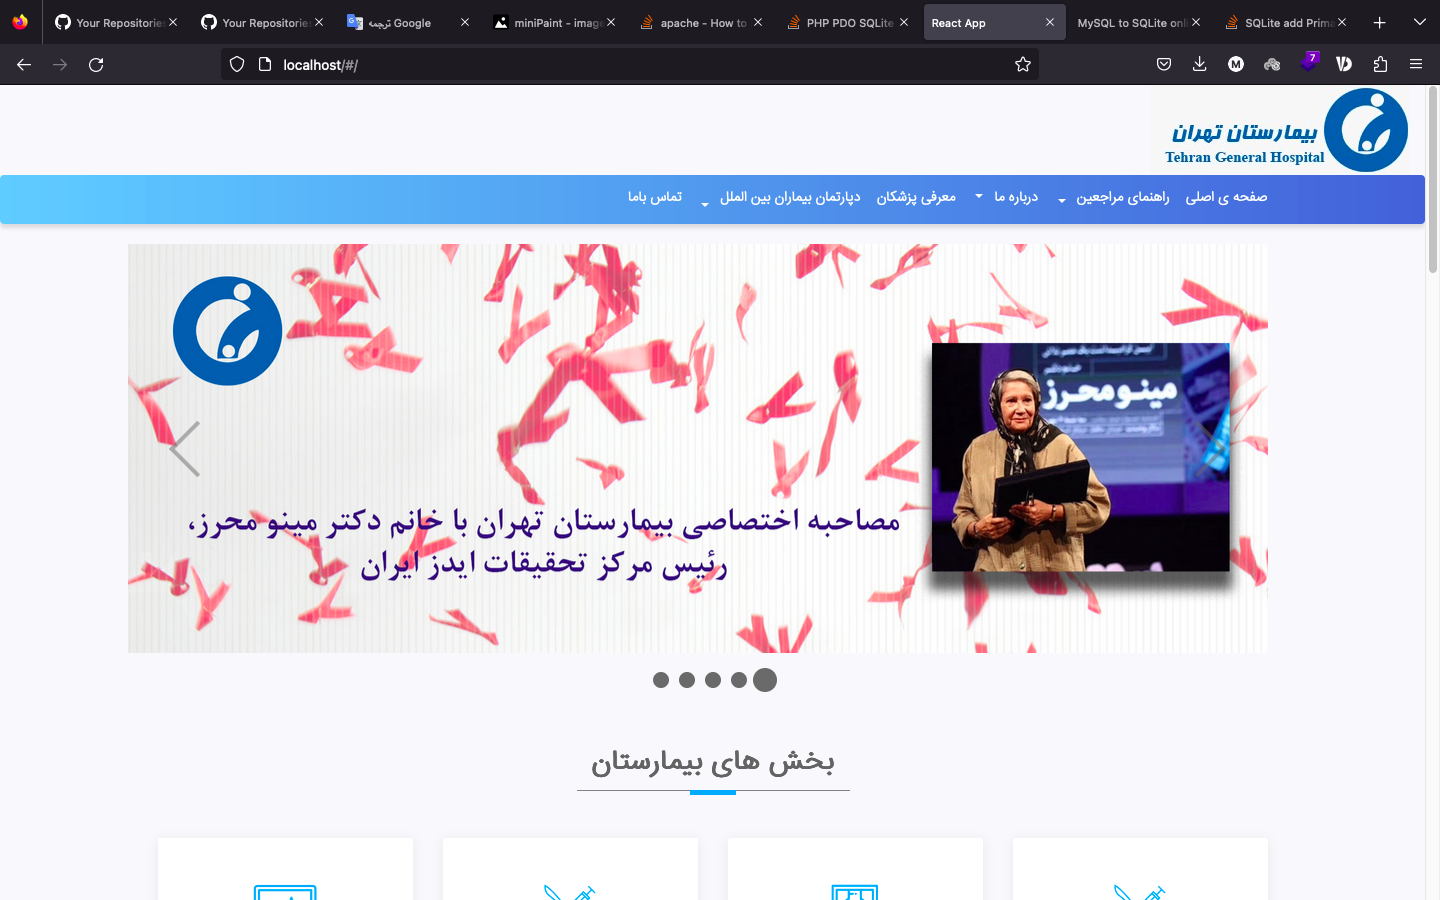 Your Repositories
Your Repositories
ترجمه Google
miniPaint - image
apache - How to
PHP PDO SQLite
React App
MySQL to SQLite onl
SQLite add Prima
localhost/#/
7
بیمارستان تهران
Tehran General Hospital
صفحه ی اصلی
راهنمای مراجعین
درباره ما
معرفی پزشکان
دپارتمان بیماران بین الملل
تماس باما
مینو محرز
مصاحبه اختصاصی بیمارستان تهران با خانم دکتر مینو محرز،
رئیس مرکز تحقیقات ایدز ایران
بخش های بیمارستان